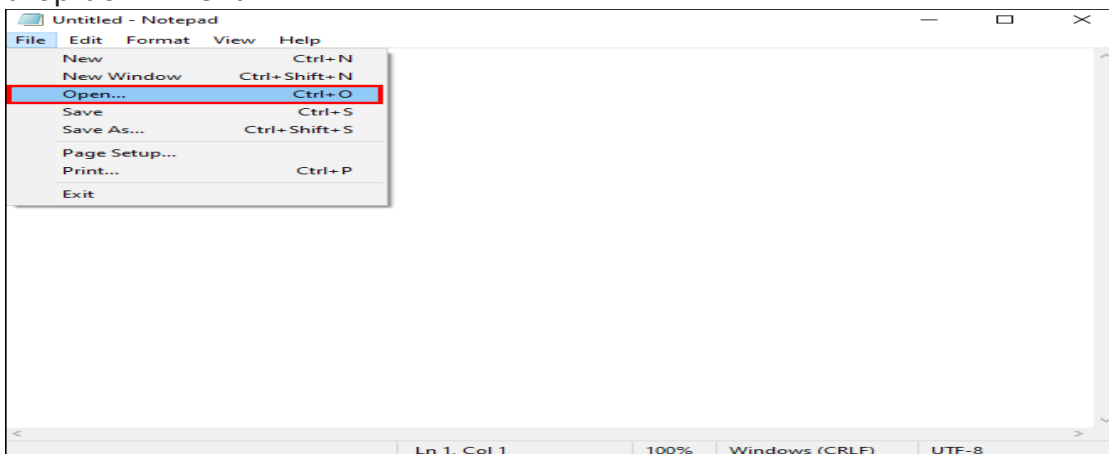 Untitled - Notepad
File Edit Format View Help
New Ctrl+N
New Window Ctrl+Shift+N
Open... Ctrl+O
Save Ctrl+S
Save As... Ctrl+Shift+S
Page Setup...
Print... Ctrl+P
Exit
Ln 1, Col 1 100% Windows (CRLF) UTF-8